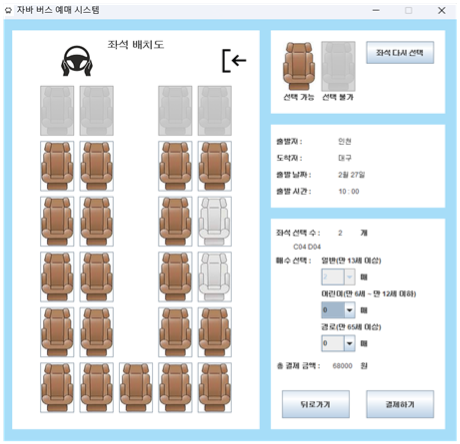 자바 버스 예매 시스템
좌석 배치도
선택 가능 선택 불가
좌석 다시 선택
출발지 : 인천
도착지 : 대구
출발 날짜 : 2월 27일
출발 시간 : 10 : 00
좌석 선택 수 : 2 개
C04 D04
매수 선택 : 일반(만 13세 이상)
2 매
어린이(만 6세 ~ 만 12세 이하)
0 매
경로(만 65세 이상)
0 매
총 결제 금액 : 68000 원
뒤로가기 결제하기